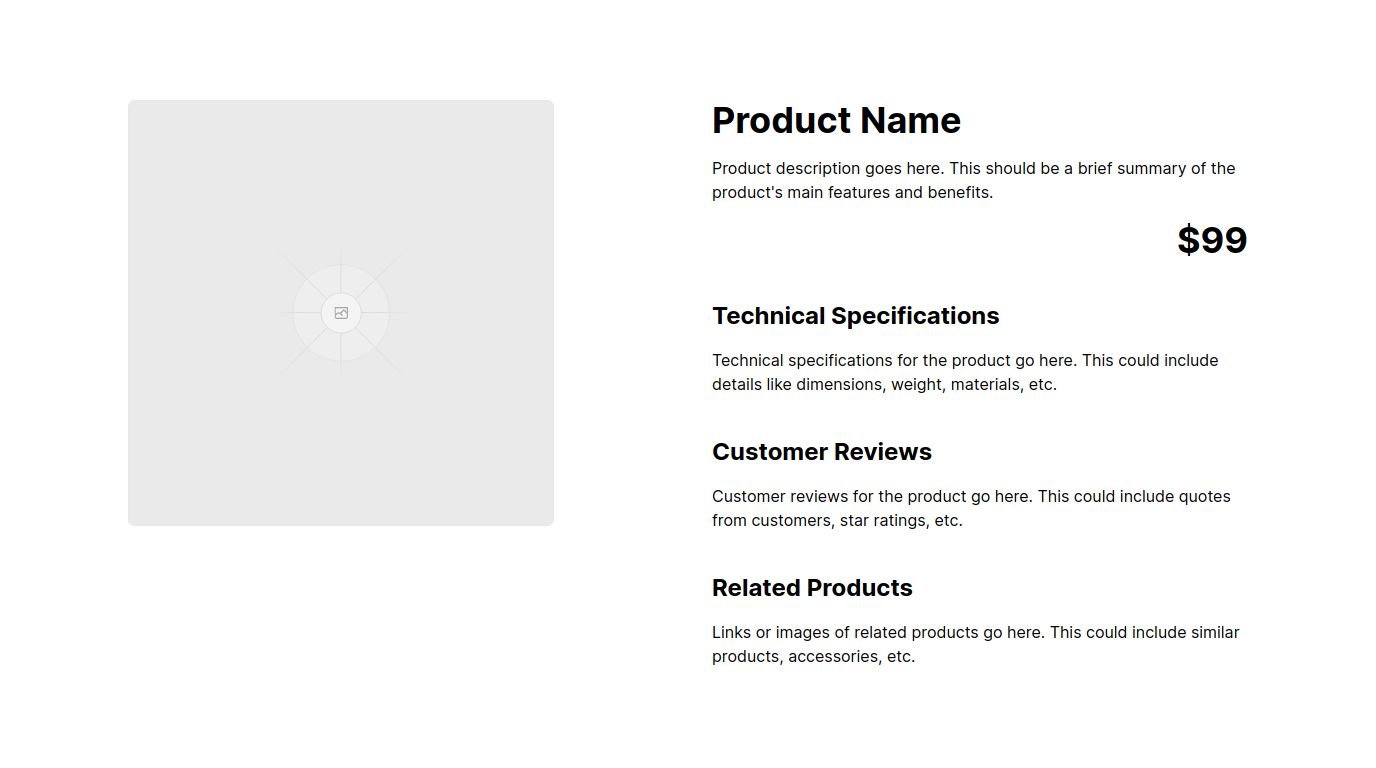 Product Name
Product description goes here. This should be a brief summary of the
product's main features and benefits.
$99
Technical Specifications
Technical specifications for the product go here. This could include
details like dimensions, weight, materials, etc.
Customer Reviews
Customer reviews for the product go here. This could include quotes
from customers, star ratings, etc.
Related Products
Links or images of related products go here. This could include similar
products, accessories, etc.